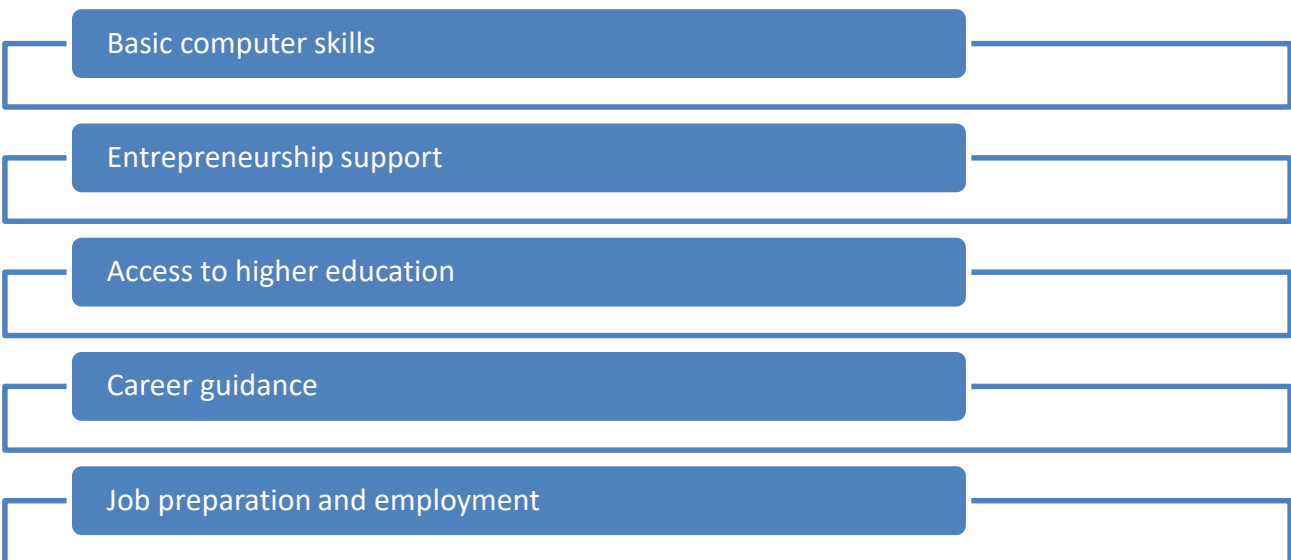 Basic computer skills
Entrepreneurship support
Access to higher education
Career guidance
Job preparation and employment